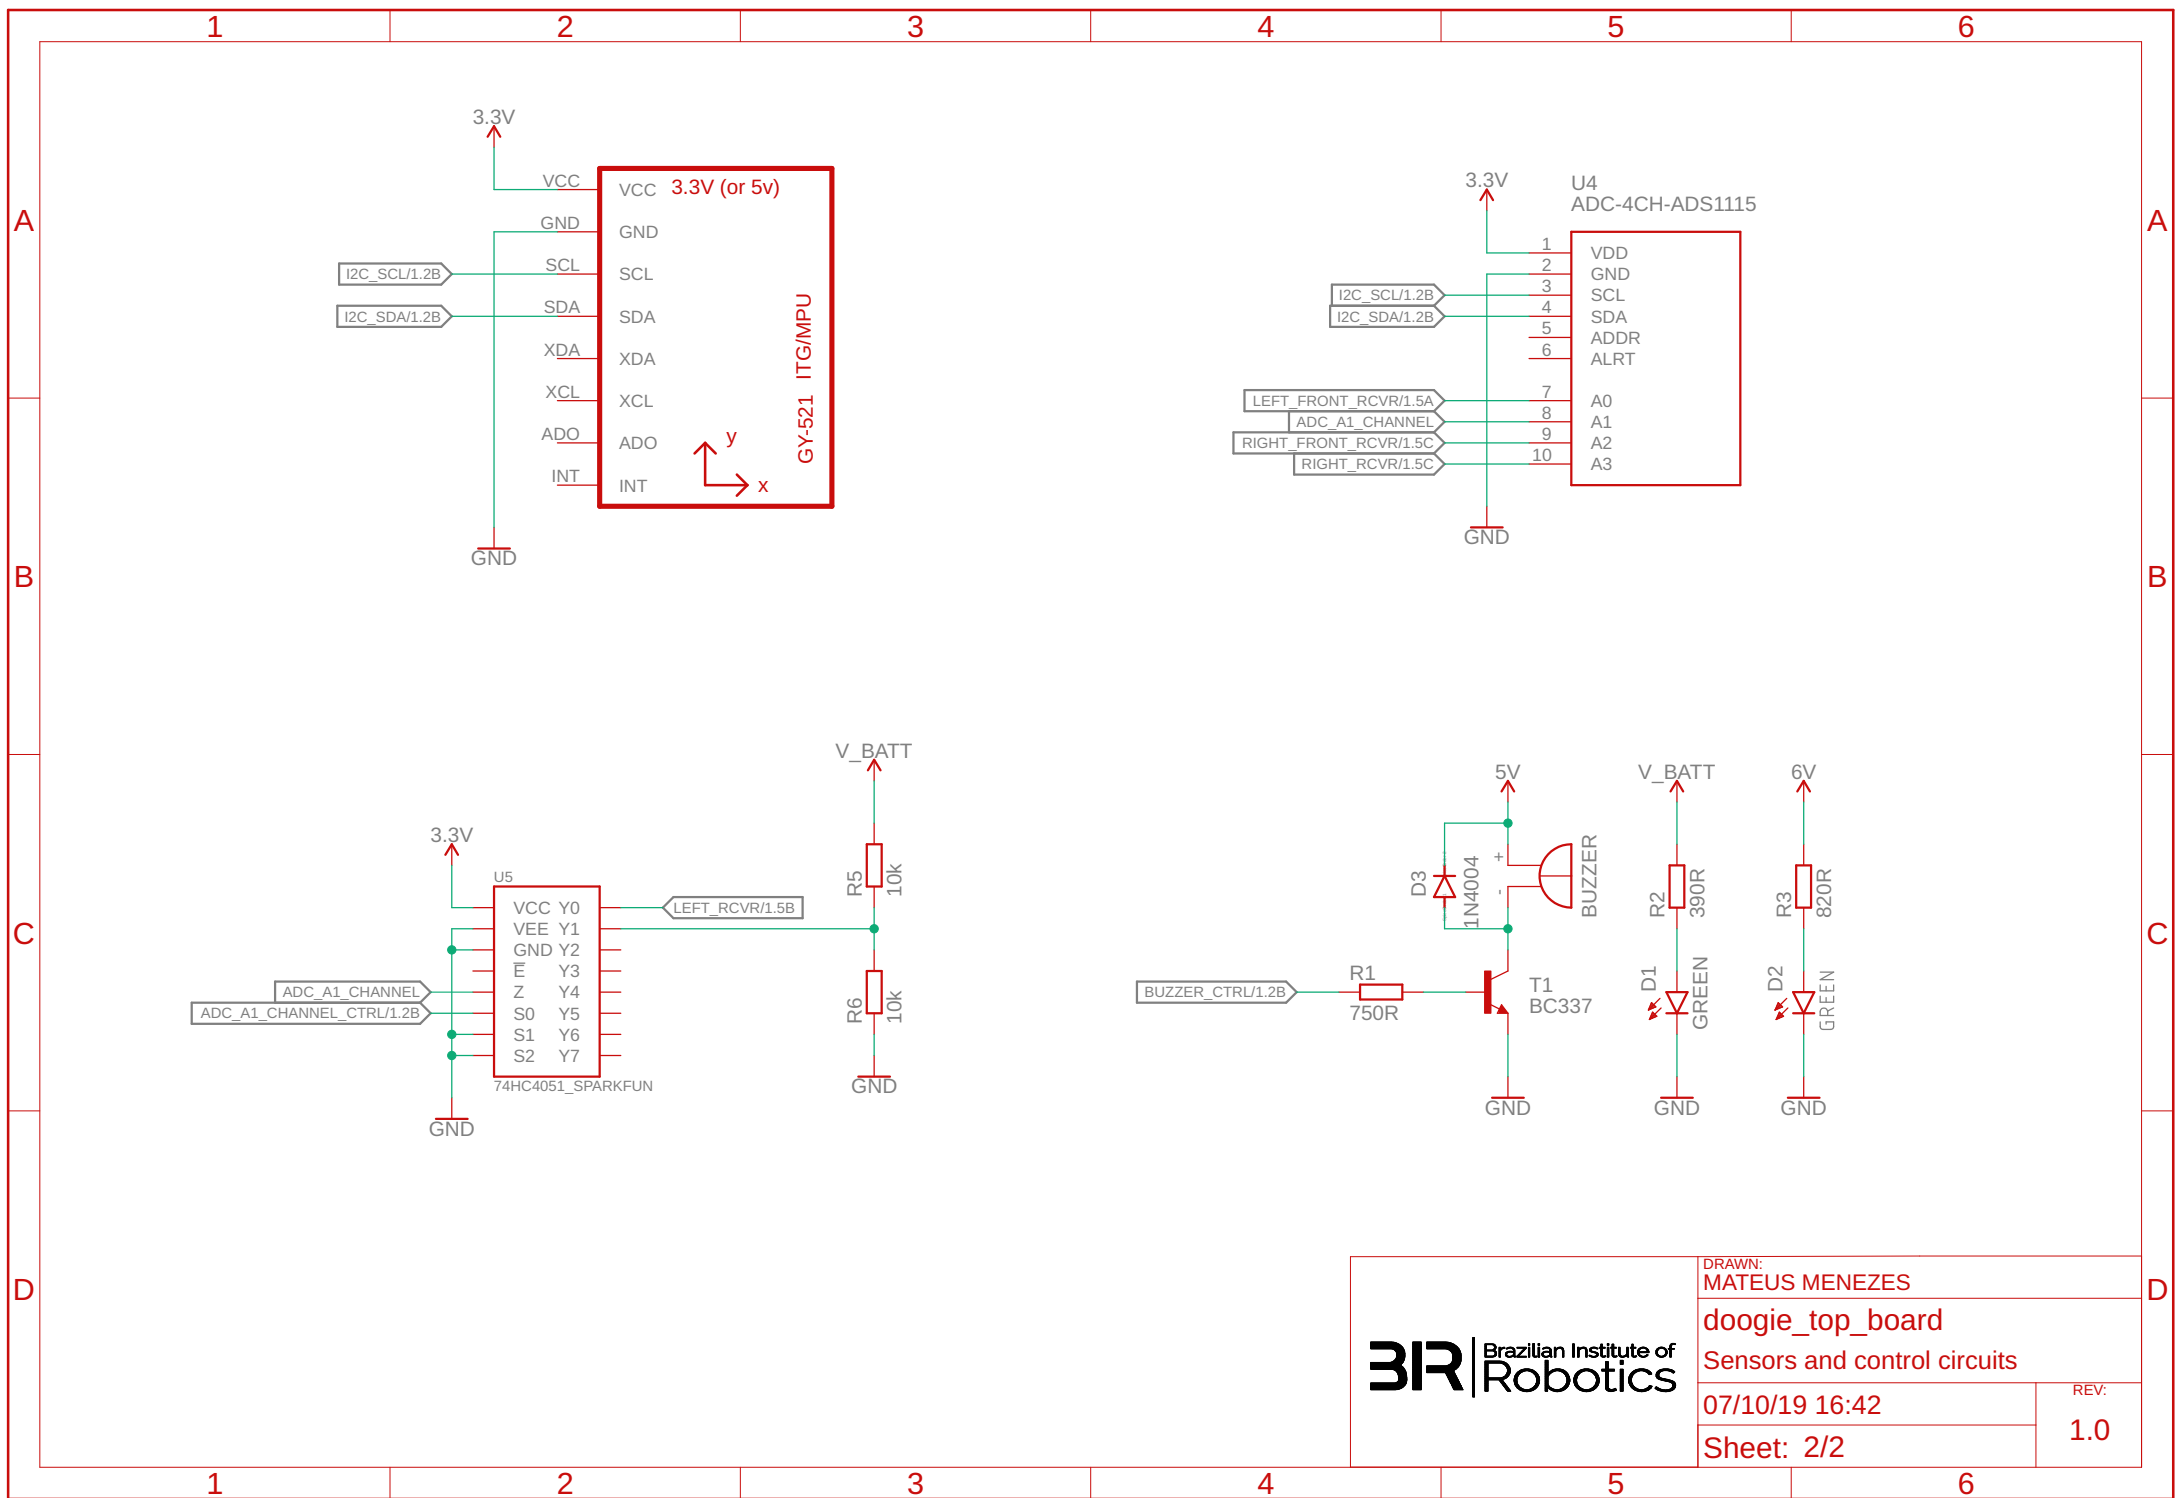 1 2 3 4 5 6
A A
B B
C C
D D
3.3V
VCC
GND
SCL
SDA
XDA
XCL
ADO
INT
VCC 3.3V (or 5v)
GND
SCL
SDA
XDA
XCL
ADO
INT
GY-521 ITG/MPU
y
x
I2C_SCL/1.2B
I2C_SDA/1.2B
GND
3.3V
U4
ADC-4CH-ADS1115
1 VDD
2 GND
3 SCL
4 SDA
5 ADDR
6 ALRT
7 A0
8 A1
9 A2
10 A3
I2C_SCL/1.2B
I2C_SDA/1.2B
LEFT_FRONT_RCVR/1.5A
ADC_A1_CHANNEL
RIGHT_FRONT_RCVR/1.5C
RIGHT_RCVR/1.5C
GND
3.3V
U5
VCC Y0
VEE Y1
GND Y2
E Y3
Z Y4
S0 Y5
S1 Y6
S2 Y7
74HC4051_SPARKFUN
ADC_A1_CHANNEL
ADC_A1_CHANNEL_CTRL/1.2B
GND
LEFT_RCVR/1.5B
V_BATT
R5
10k
R6
10k
GND
5V
D3
1N4004
+
-
BUZZER
BUZZER_CTRL/1.2B
R1
750R
T1
BC337
GND
V_BATT
R2
390R
D1
GREEN
GND
6V
R3
820R
D2
GREEN
GND
BIR Brazilian Institute of
Robotics
DRAWN:
MATEUS MENEZES
doogie_top_board
Sensors and control circuits
07/10/19 16:42
REV:
1.0
Sheet: 2/2
1 2 3 4 5 6